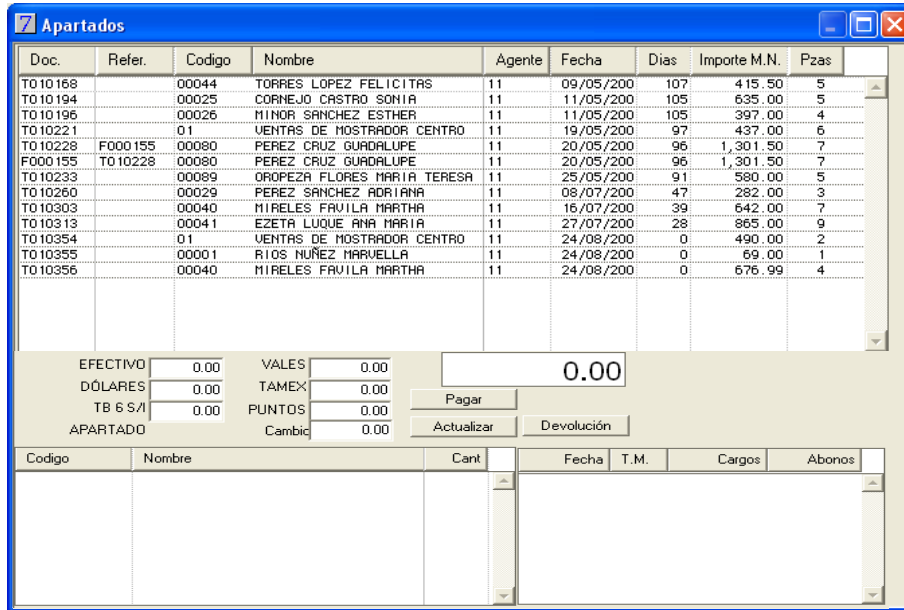 7 Apartados
Doc. Refer. Codigo Nombre Agente Fecha Dias Importe M.N. Pzas
T010168 00044 TORRES LOPEZ FELICITAS 11 09/05/200 107 415.50 5
T010194 00025 CORNEJO CASTRO SONIA 11 11/05/200 105 635.00 5
T010196 00026 MINOR SANCHEZ ESTHER 11 11/05/200 105 397.00 4
T010221 01 VENTAS DE MOSTRADOR CENTRO 11 19/05/200 97 437.00 6
T010228 F000155 00080 PEREZ CRUZ GUADALUPE 11 20/05/200 96 1,301.50 7
F000155 T010228 00080 PEREZ CRUZ GUADALUPE 11 20/05/200 96 1,301.50 7
T010233 00089 OROPEZA FLORES MARIA TERESA 11 25/05/200 91 580.00 5
T010260 00029 PEREZ SANCHEZ ADRIANA 11 08/07/200 47 282.00 3
T010303 00040 MIRELES FAVILA MARTHA 11 16/07/200 39 642.00 7
T010313 00041 EZETA LUQUE ANA MARIA 11 27/07/200 28 865.00 9
T010354 01 VENTAS DE MOSTRADOR CENTRO 11 24/08/200 0 490.00 2
T010355 00001 RIOS NUÑEZ MARVELLA 11 24/08/200 0 69.00 1
T010356 00040 MIRELES FAVILA MARTHA 11 24/08/200 0 676.99 4
EFECTIVO 0.00 VALES 0.00 0.00
DÓLARES 0.00 TAMEX 0.00 Pagar
TB 6 S/I 0.00 PUNTOS 0.00
APARTADO Cambio 0.00 Actualizar Devolución
Codigo Nombre Cant Fecha T.M. Cargos Abonos